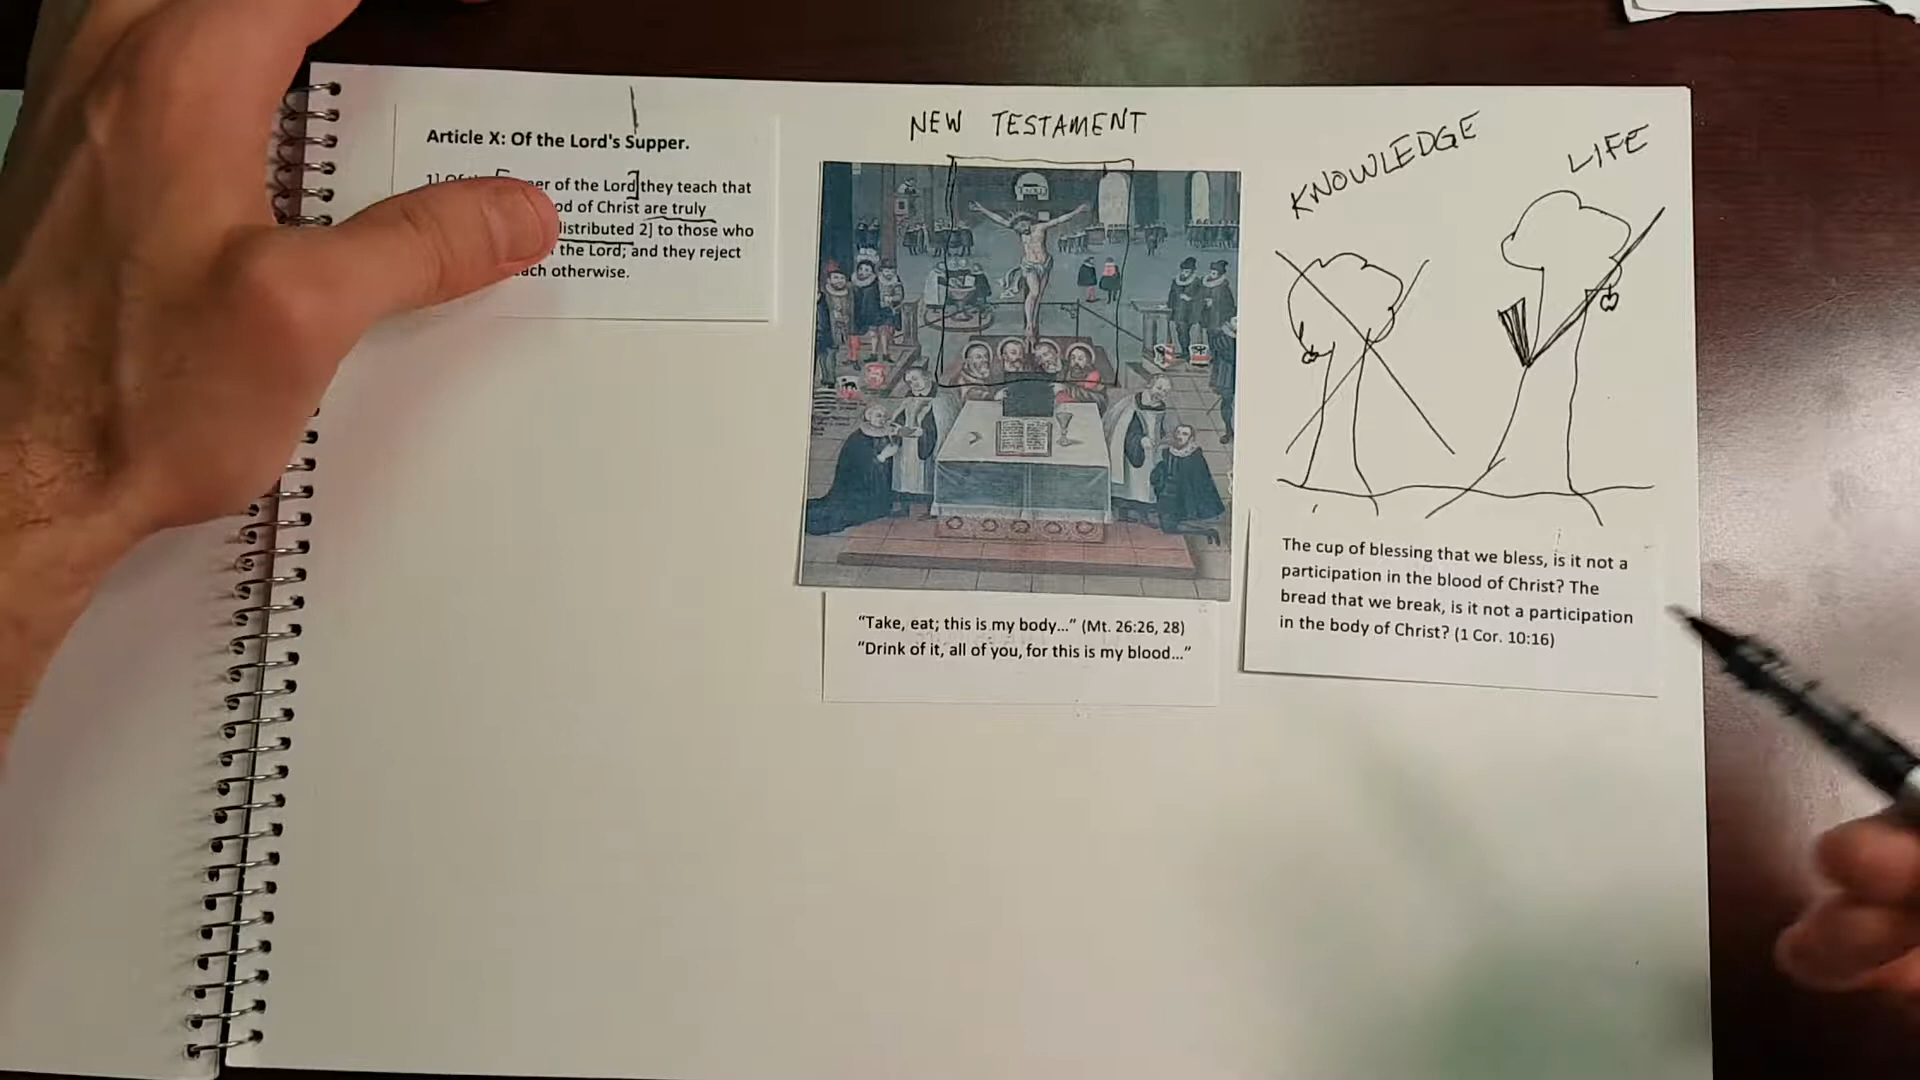 Article X: Of the Lord's Supper.
1] of the Lord they teach that
of Christ are truly
distributed 2] to those who
the Lord; and they reject
otherwise.
NEW TESTAMENT
“Take, eat; this is my body...” (Mt. 26:26, 28)
“Drink of it, all of you, for this is my blood...”
KNOWLEDGE
LIFE
The cup of blessing that we bless, is it not a
participation in the blood of Christ? The
bread that we break, is it not a participation
in the body of Christ? (1 Cor. 10:16)